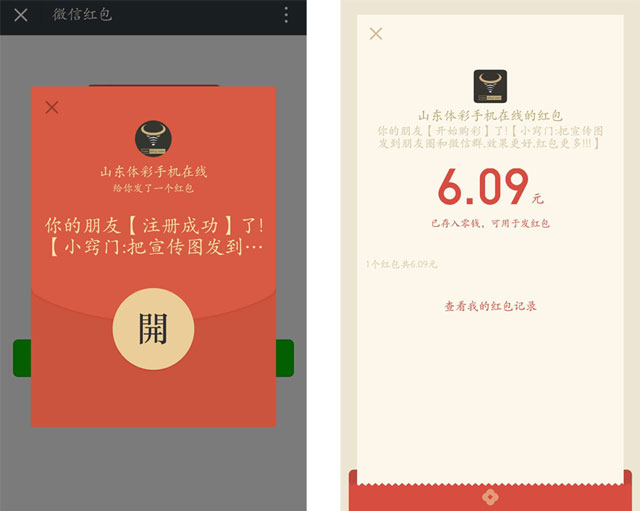 微信红包
山东体彩手机在线
给你发了一个红包
你的朋友【注册成功】了!
【小窍门:把宣传图发到…
開
山东体彩手机在线的红包
你的朋友【开始购彩】了!【小窍门:把宣传图
发到朋友圈和微信群,效果更好,红包更多!!!】
6.09元
已存入零钱，可用于发红包
1个红包共6.09元
查看我的红包记录